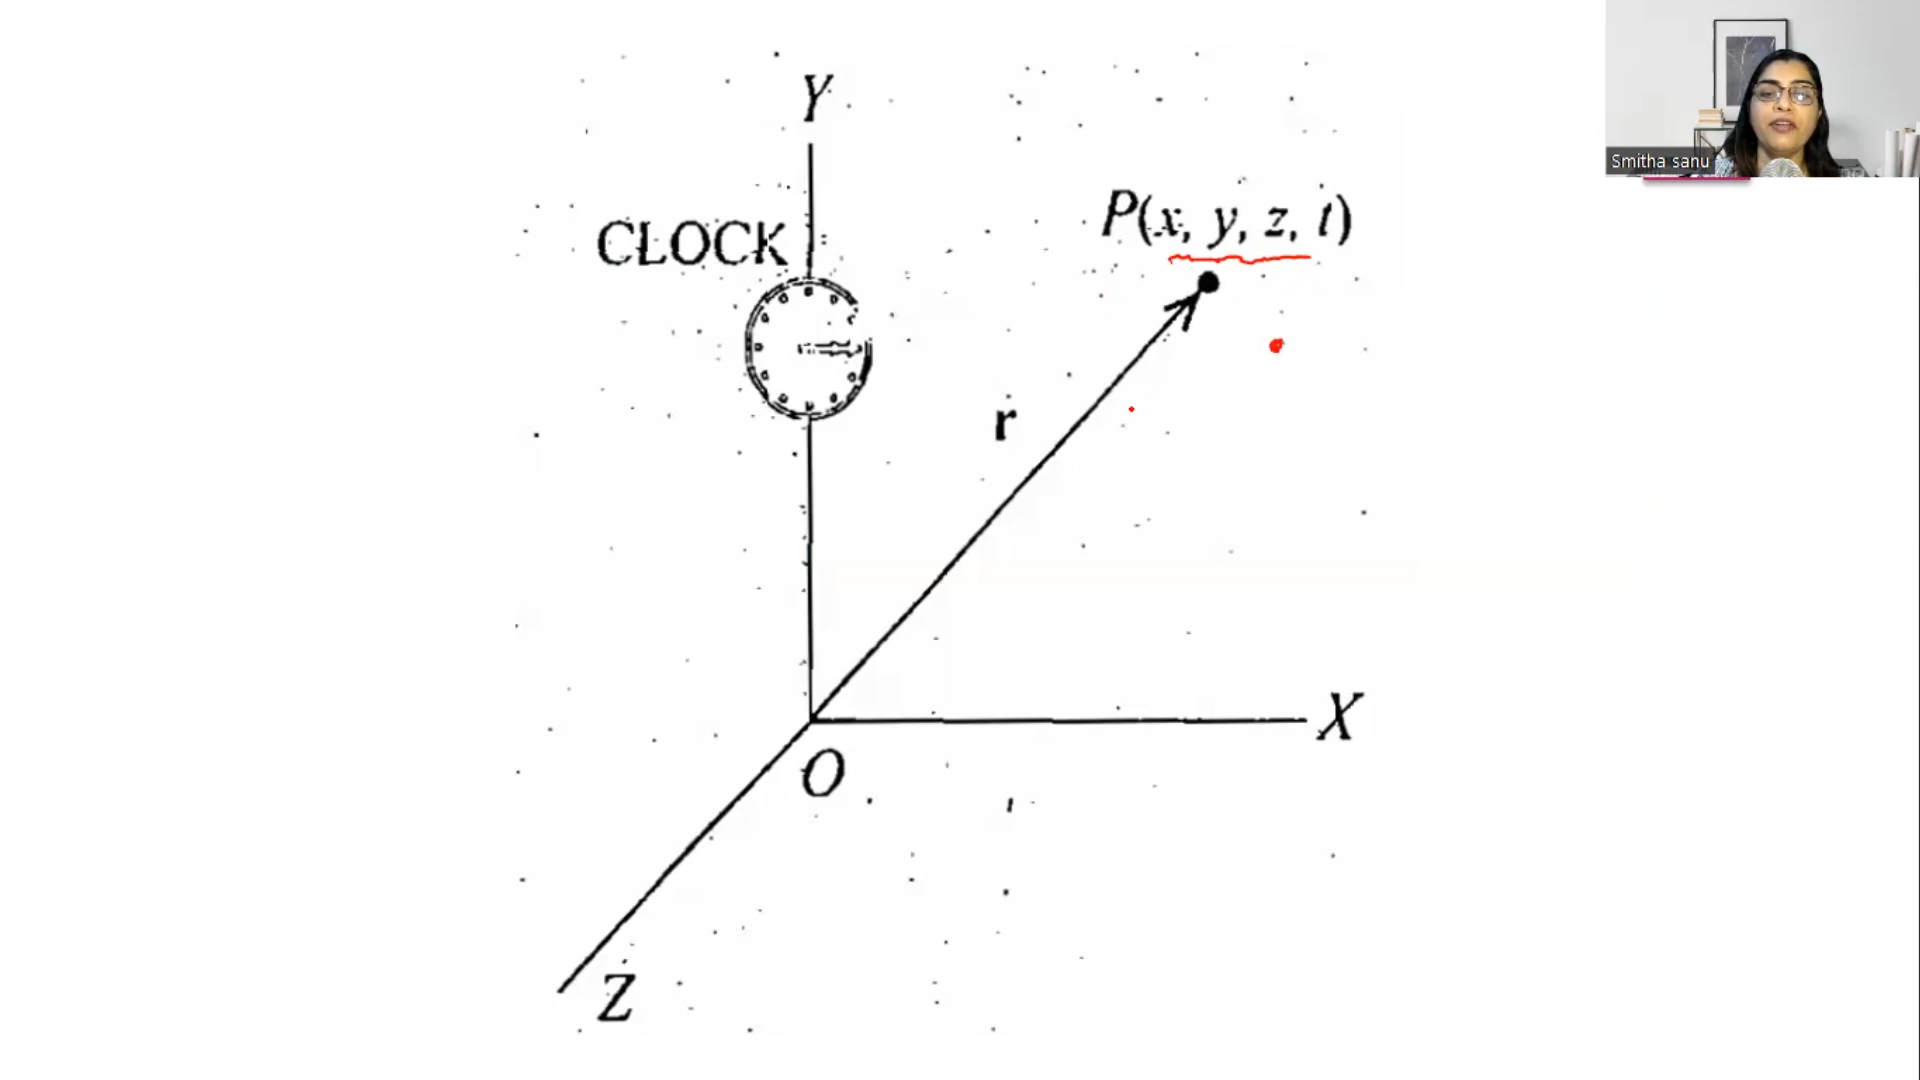 Y
Smitha sanu
P(x, y, z, t)
CLOCK
r
X
O
Z